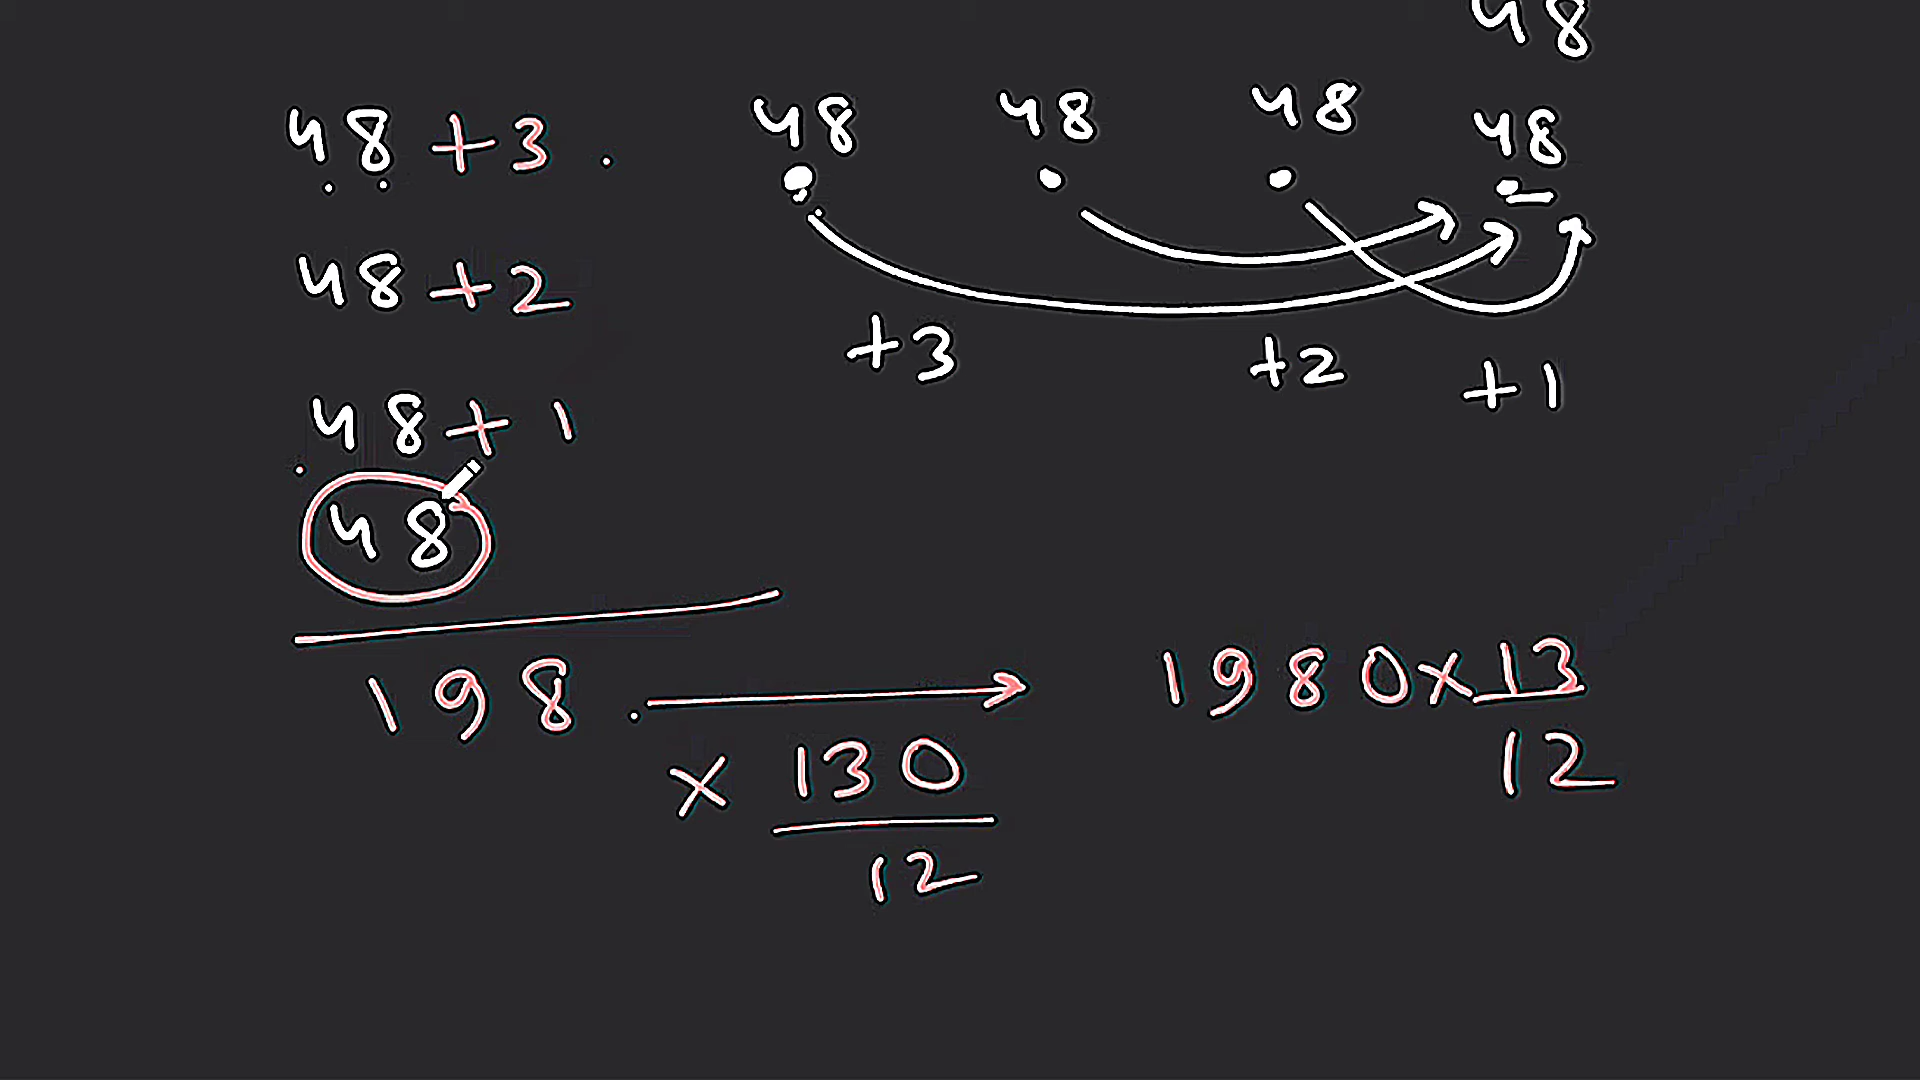 48
48 + 3 .
48 48 48 48
48 + 2
+3 +2 +1
48 + 1
48
198 . → 1980 x 13/12
x 130/12